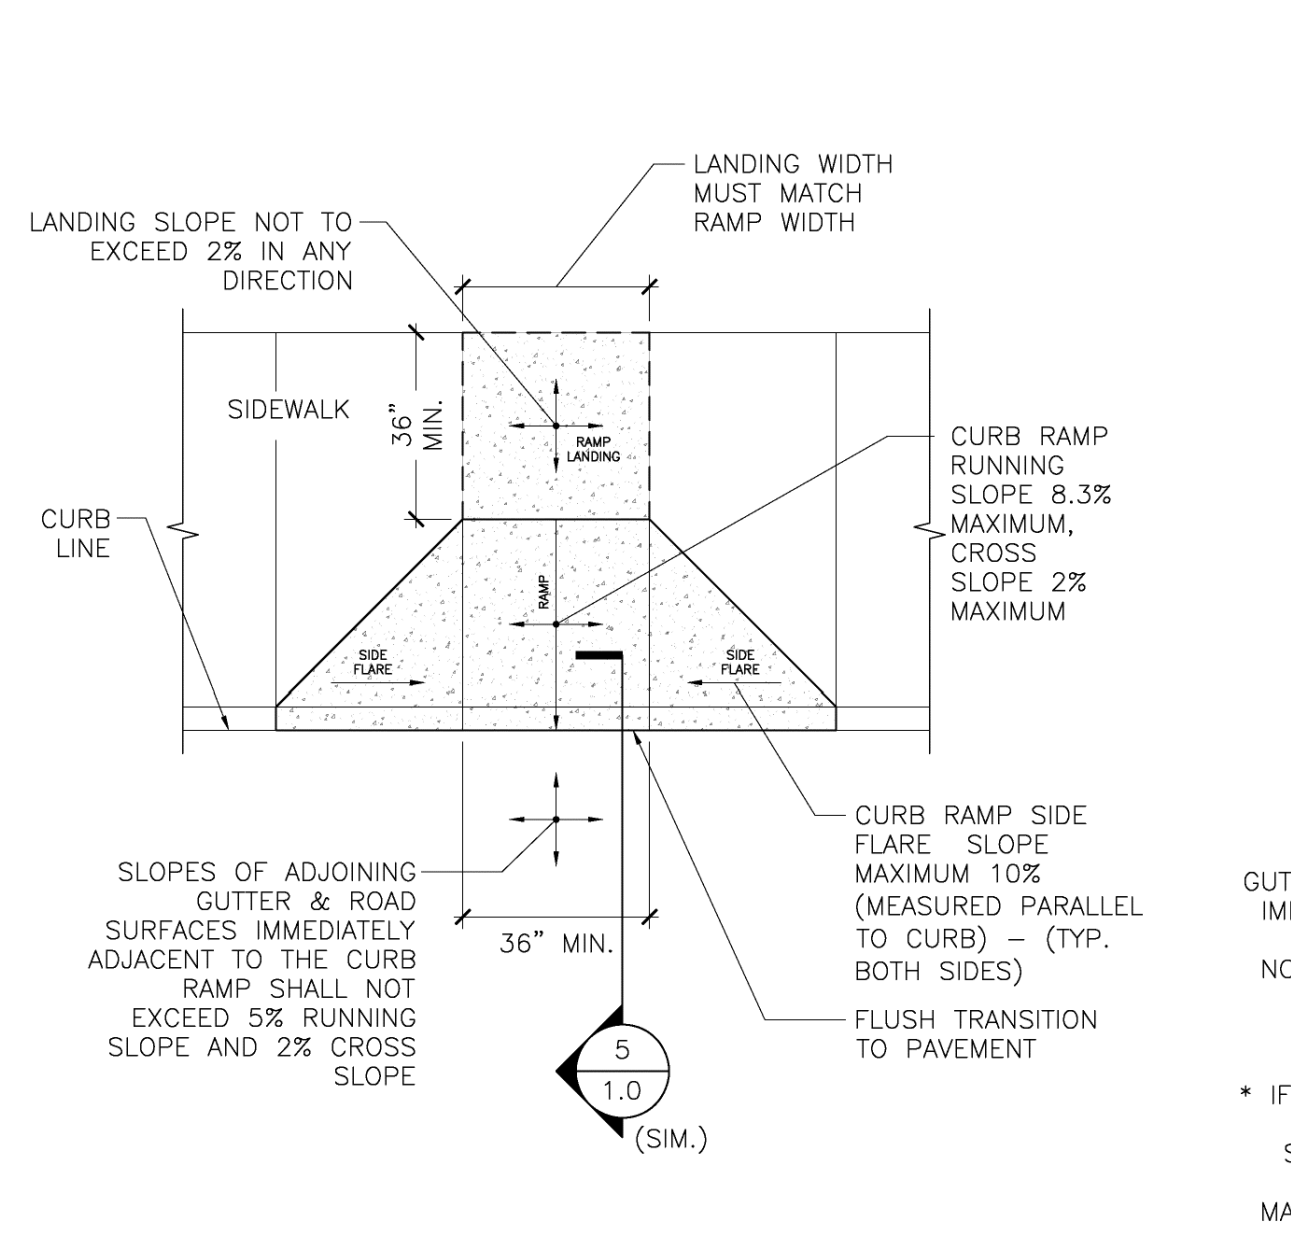 LANDING WIDTH
MUST MATCH
RAMP WIDTH
LANDING SLOPE NOT TO
EXCEED 2% IN ANY
DIRECTION
SIDEWALK
36"
MIN.
RAMP
LANDING
CURB RAMP
RUNNING
SLOPE 8.3%
MAXIMUM,
CROSS
SLOPE 2%
MAXIMUM
CURB
LINE
RAMP
SIDE
FLARE
SIDE
FLARE
SLOPES OF ADJOINING
GUTTER & ROAD
SURFACES IMMEDIATELY
ADJACENT TO THE CURB
RAMP SHALL NOT
EXCEED 5% RUNNING
SLOPE AND 2% CROSS
SLOPE
36" MIN.
CURB RAMP SIDE
FLARE SLOPE
MAXIMUM 10%
(MEASURED PARALLEL
TO CURB) – (TYP.
BOTH SIDES)
FLUSH TRANSITION
TO PAVEMENT
5
1.0
(SIM.)
* IF